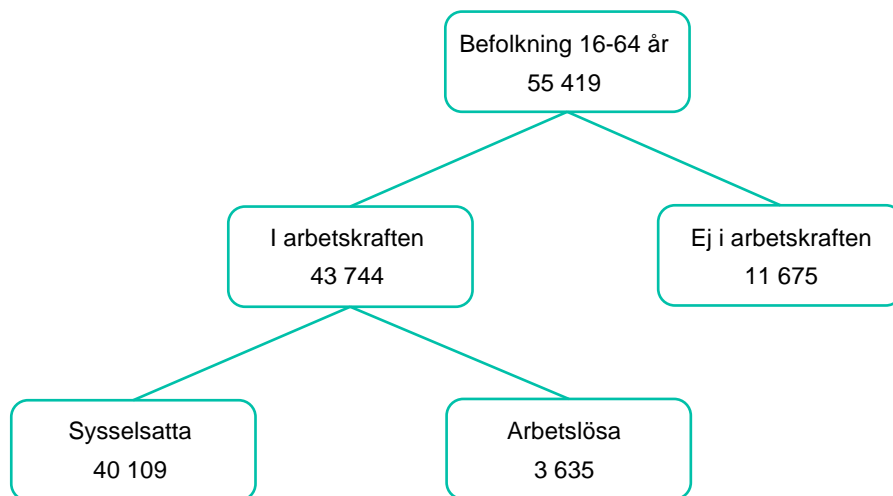 Befolkning 16-64 år
55 419
I arbetskraften
43 744
Ej i arbetskraften
11 675
Sysselsatta
40 109
Arbetslösa
3 635